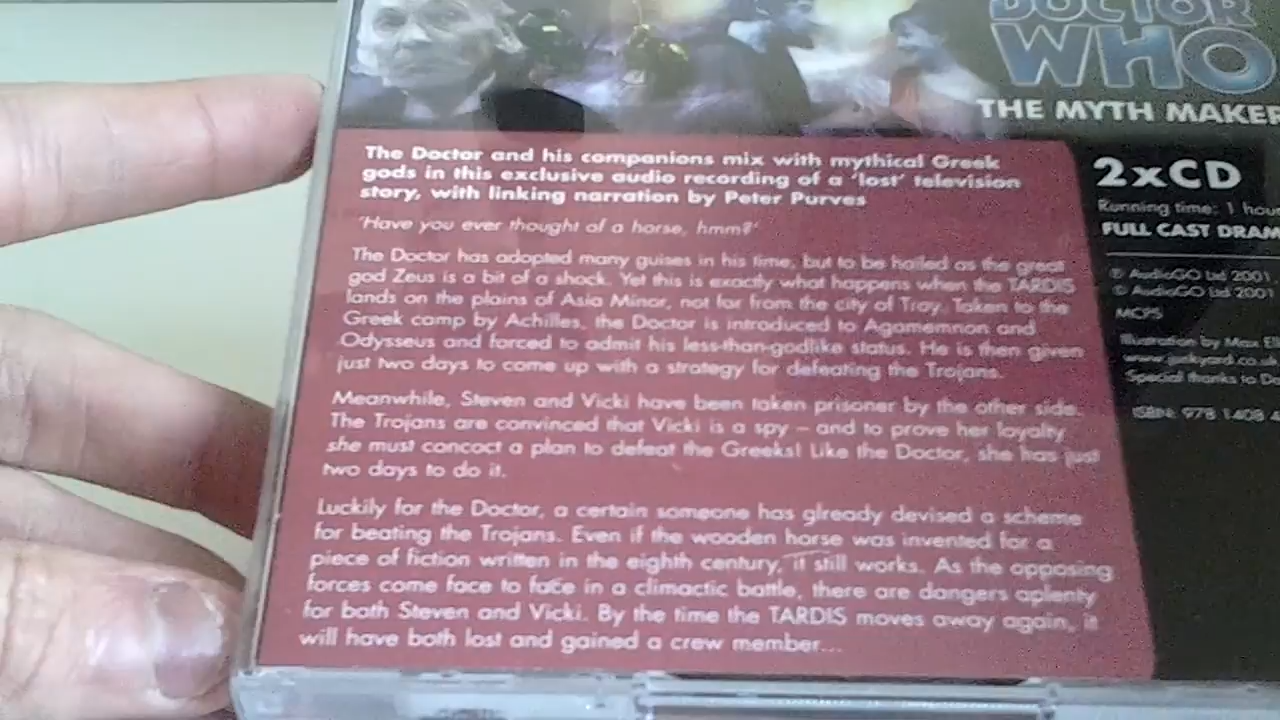 DOCTOR
WHO
THE MYTH MAKER
The Doctor and his companions mix with mythical Greek
gods in this exclusive audio recording of a 'lost' television
story, with linking narration by Peter Purves
'Have you ever thought of a horse, hmm?'
The Doctor has adopted many guises in his time, but to be hailed as the great
god Zeus is a bit of a shock. Yet this is exactly what happens when the TARDIS
lands on the plains of Asia Minor, not far from the city of Troy. Taken to the
Greek camp by Achilles, the Doctor is introduced to Agamemnon and
Odysseus and forced to admit his less-than-godlike status. He is then given
just two days to come up with a strategy for defeating the Trojans.
Meanwhile, Steven and Vicki have been taken prisoner by the other side.
The Trojans are convinced that Vicki is a spy – and to prove her loyalty
she must concoct a plan to defeat the Greeks! Like the Doctor, she has just
two days to do it.
Luckily for the Doctor, a certain someone has already devised a scheme
for beating the Trojans. Even if the wooden horse was invented for a
piece of fiction written in the eighth century, it still works. As the opposing
forces come face to face in a climactic battle, there are dangers aplenty
for both Steven and Vicki. By the time the TARDIS moves away again, it
will have both lost and gained a crew member...
2xCD
Running time: 1 hou
FULL CAST DRAM
℗ AudioGO Ltd 2001
© AudioGO Ltd 2001
MCPS
Illustration by Max Ell
Special thanks to Da
ISBN: 978 1408 4